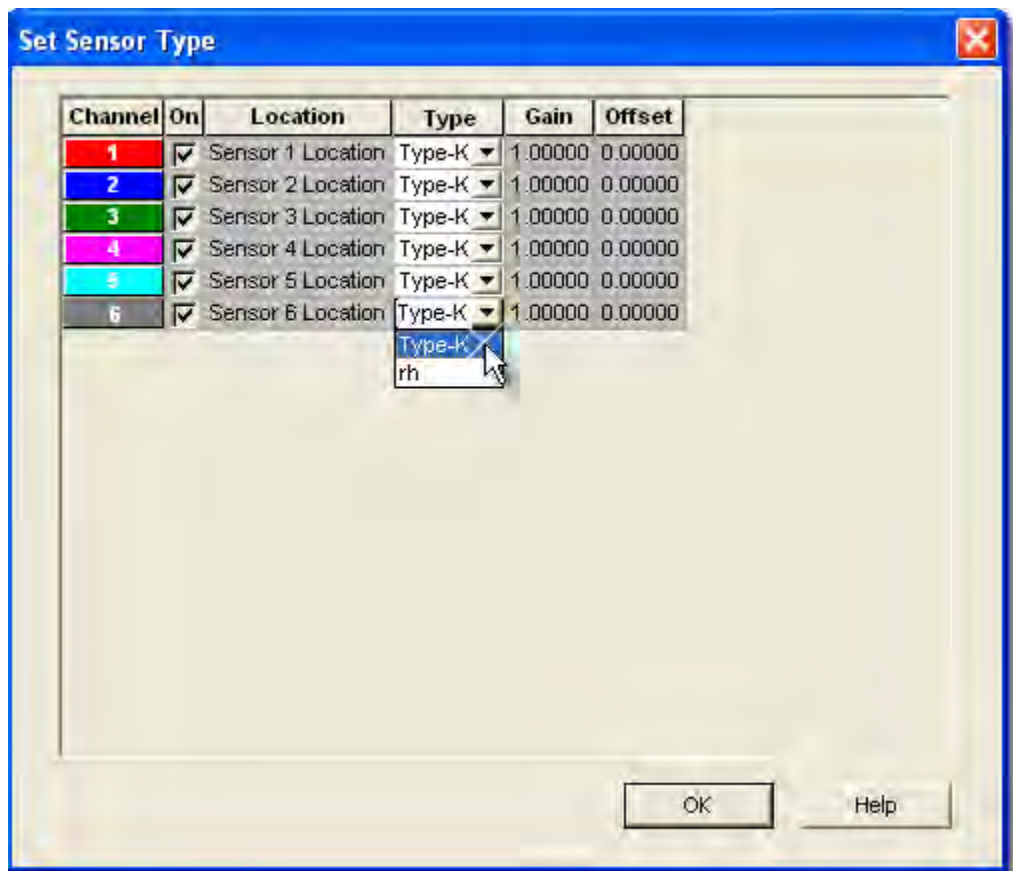 Set Sensor Type
Channel On Location Type Gain Offset
1 Sensor 1 Location Type-K 1.00000 0.00000
2 Sensor 2 Location Type-K 1.00000 0.00000
3 Sensor 3 Location Type-K 1.00000 0.00000
4 Sensor 4 Location Type-K 1.00000 0.00000
5 Sensor 5 Location Type-K 1.00000 0.00000
6 Sensor 6 Location Type-K 1.00000 0.00000
Type-K
rh
OK Help